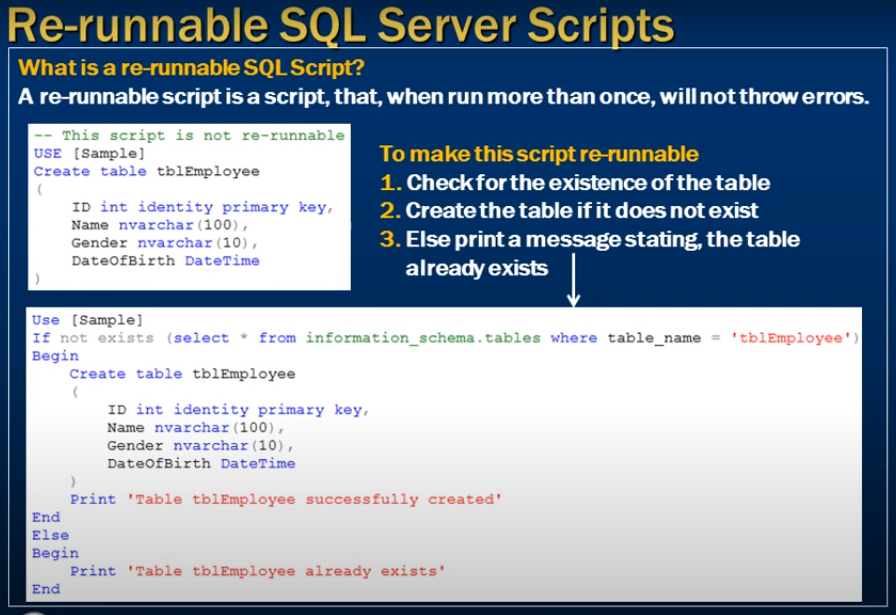 Re-runnable SQL Server Scripts
What is a re-runnable SQL Script?
A re-runnable script is a script, that, when run more than once, will not throw errors.
-- This script is not re-runnable
USE [Sample]
Create table tblEmployee
(
ID int identity primary key,
Name nvarchar(100),
Gender nvarchar(10),
DateOfBirth DateTime
)
To make this script re-runnable
1. Check for the existence of the table
2. Create the table if it does not exist
3. Else print a message stating, the table
already exists
Use [Sample]
If not exists (select * from information_schema.tables where table_name = 'tblEmployee')
Begin
Create table tblEmployee
(
ID int identity primary key,
Name nvarchar(100),
Gender nvarchar(10),
DateOfBirth DateTime
)
Print 'Table tblEmployee successfully created'
End
Else
Begin
Print 'Table tblEmployee already exists'
End